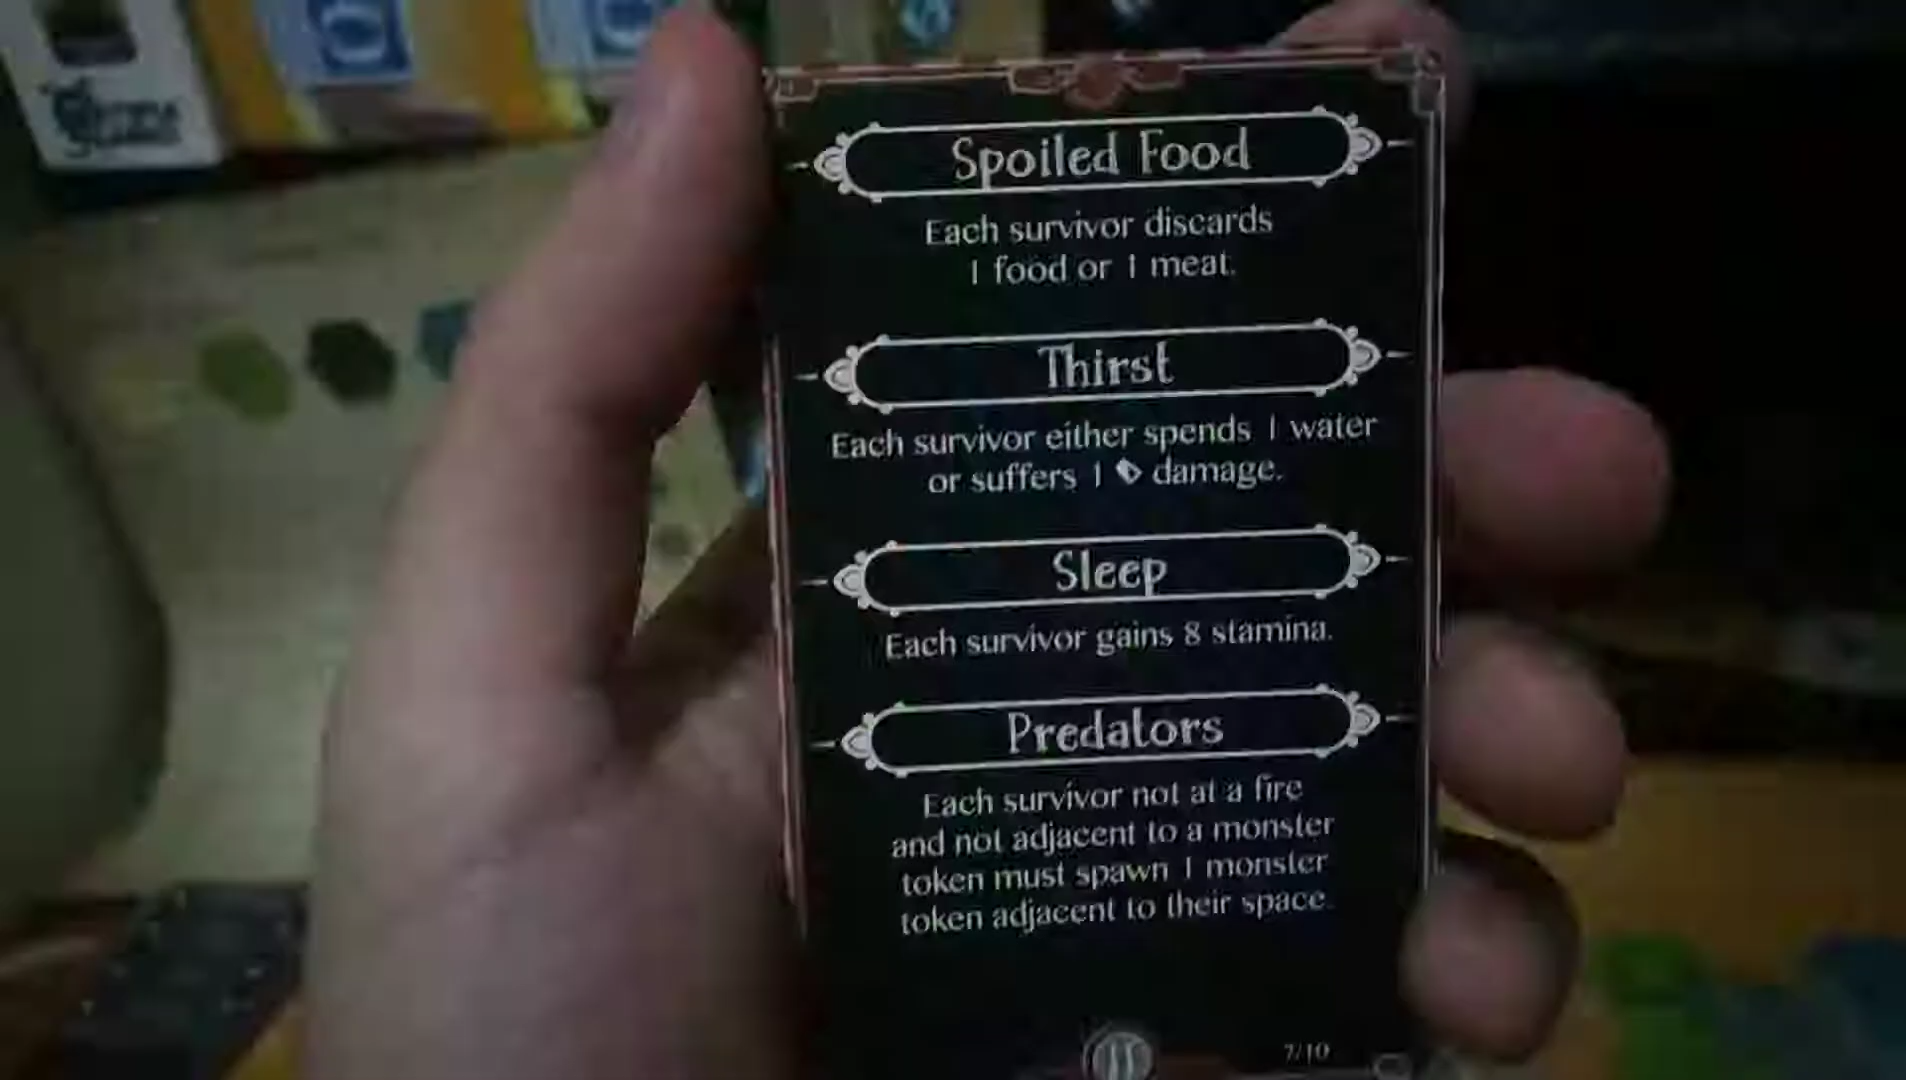 Spoiled Food
Each survivor discards
1 food or 1 meat.
Thirst
Each survivor either spends 1 water
or suffers 1 damage.
Sleep
Each survivor gains 8 stamina.
Predators
Each survivor not at a fire
and not adjacent to a monster
token must spawn 1 monster
token adjacent to their space.
II
7/10